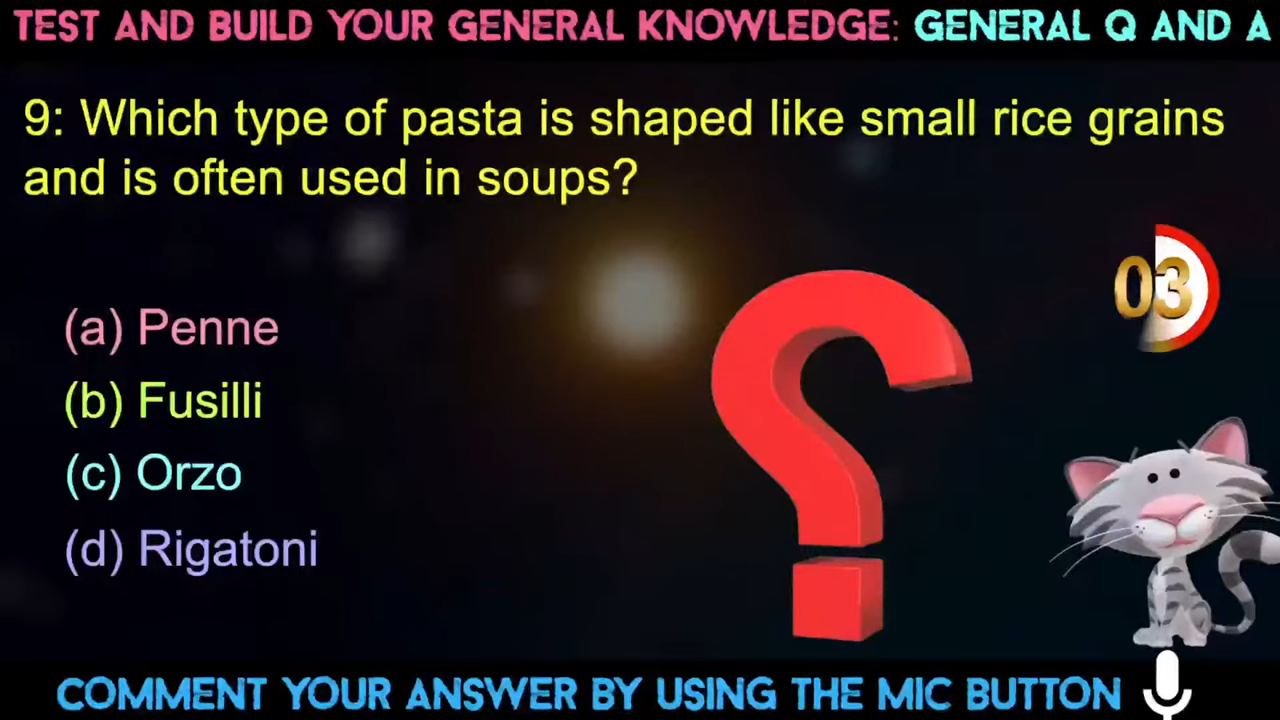 TEST AND BUILD YOUR GENERAL KNOWLEDGE: GENERAL Q AND A
9: Which type of pasta is shaped like small rice grains
and is often used in soups?
03
(a) Penne
(b) Fusilli
(c) Orzo
(d) Rigatoni
COMMENT YOUR ANSWER BY USING THE MIC BUTTON